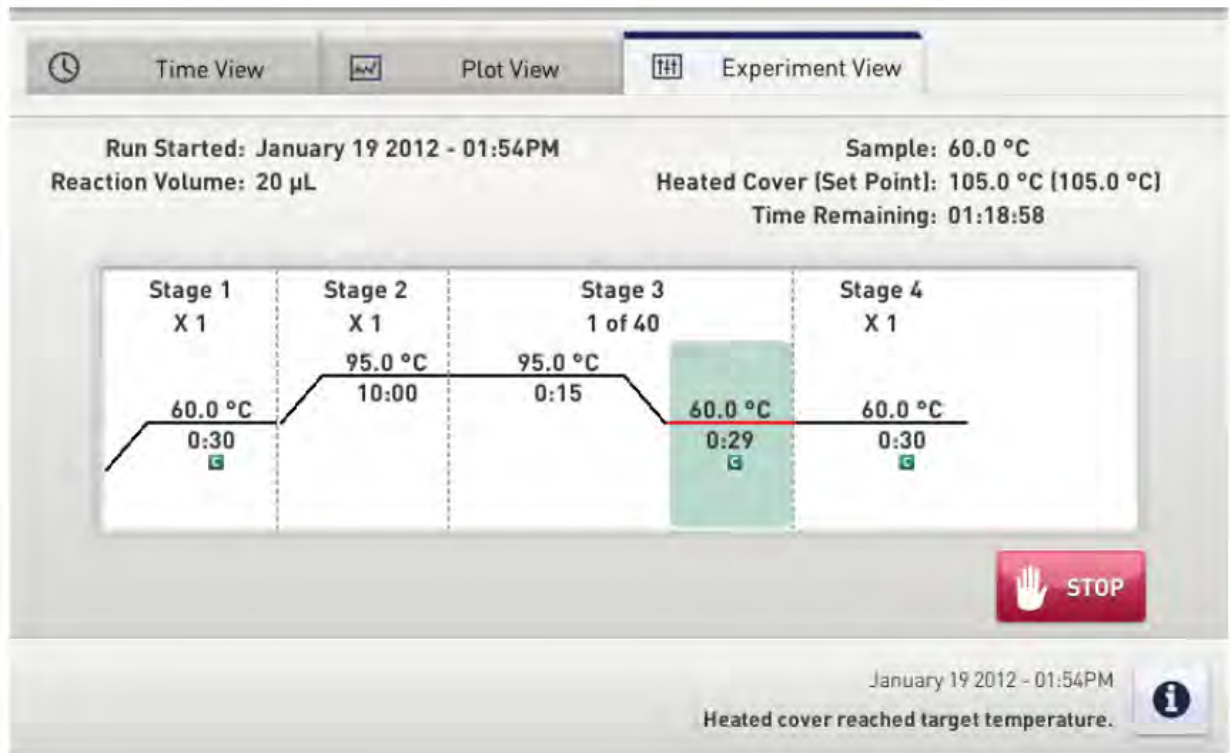 Time View
Plot View
Experiment View
Run Started: January 19 2012 - 01:54PM
Reaction Volume: 20 µL
Sample: 60.0 °C
Heated Cover (Set Point): 105.0 °C (105.0 °C)
Time Remaining: 01:18:58
Stage 1
X 1
60.0 °C
0:30
C
Stage 2
X 1
95.0 °C
10:00
Stage 3
1 of 40
95.0 °C
0:15
60.0 °C
0:29
C
Stage 4
X 1
60.0 °C
0:30
C
STOP
January 19 2012 - 01:54PM
Heated cover reached target temperature.